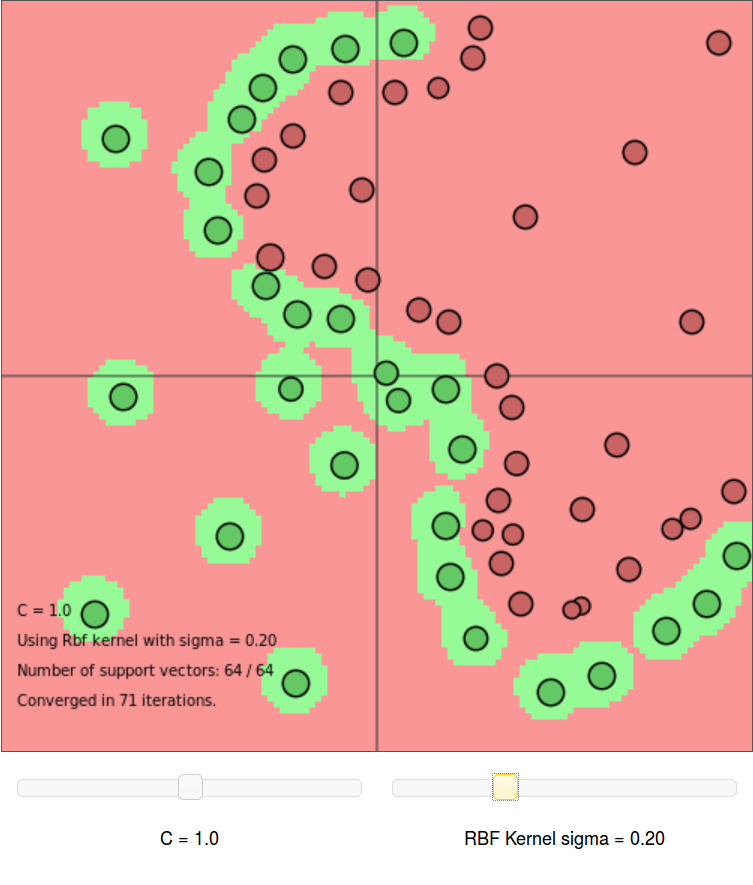 C = 1.0
Using Rbf kernel with sigma = 0.20
Number of support vectors: 64 / 64
Converged in 71 iterations.
C = 1.0
RBF Kernel sigma = 0.20